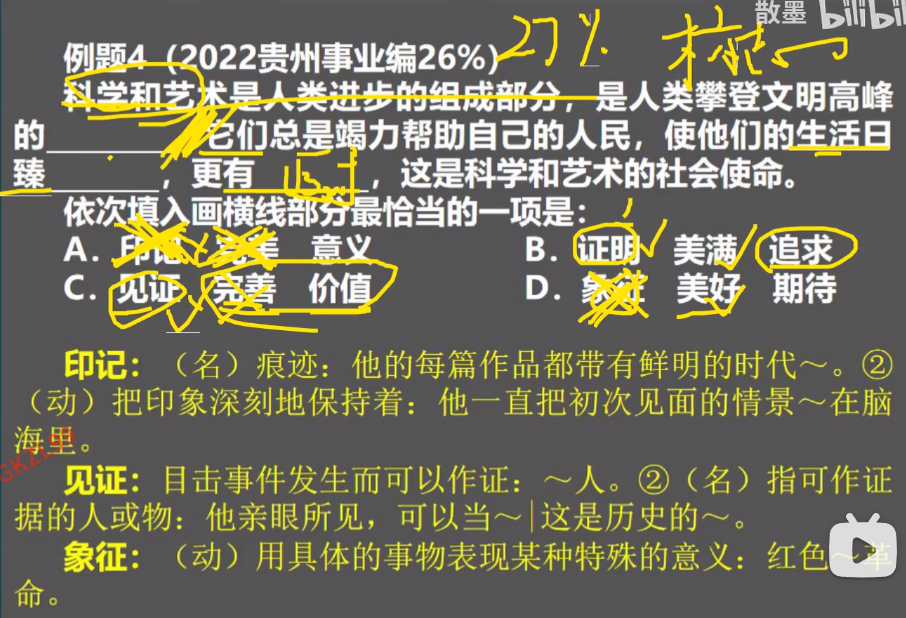 散墨 bilibili
例题4（2022贵州事业编26%）27%
科学和艺术是人类进步的组成部分，是人类攀登文明高峰
的________，它们总是竭力帮助自己的人民，使他们的生活日
臻________，更有________，这是科学和艺术的社会使命。
依次填入画横线部分最恰当的一项是：
A．印记 完美 意义 B．证明 美满 追求
C．见证 完善 价值 D．象征 美好 期待
印记：（名）痕迹：他的每篇作品都带有鲜明的时代～。②
（动）把印象深刻地保持着：他一直把初次见面的情景～在脑
海里。
见证：目击事件发生而可以作证：～人。②（名）指可作证
据的人或物：他亲眼所见，可以当～|这是历史的～。
象征：（动）用具体的事物表现某种特殊的意义：红色～革
命。